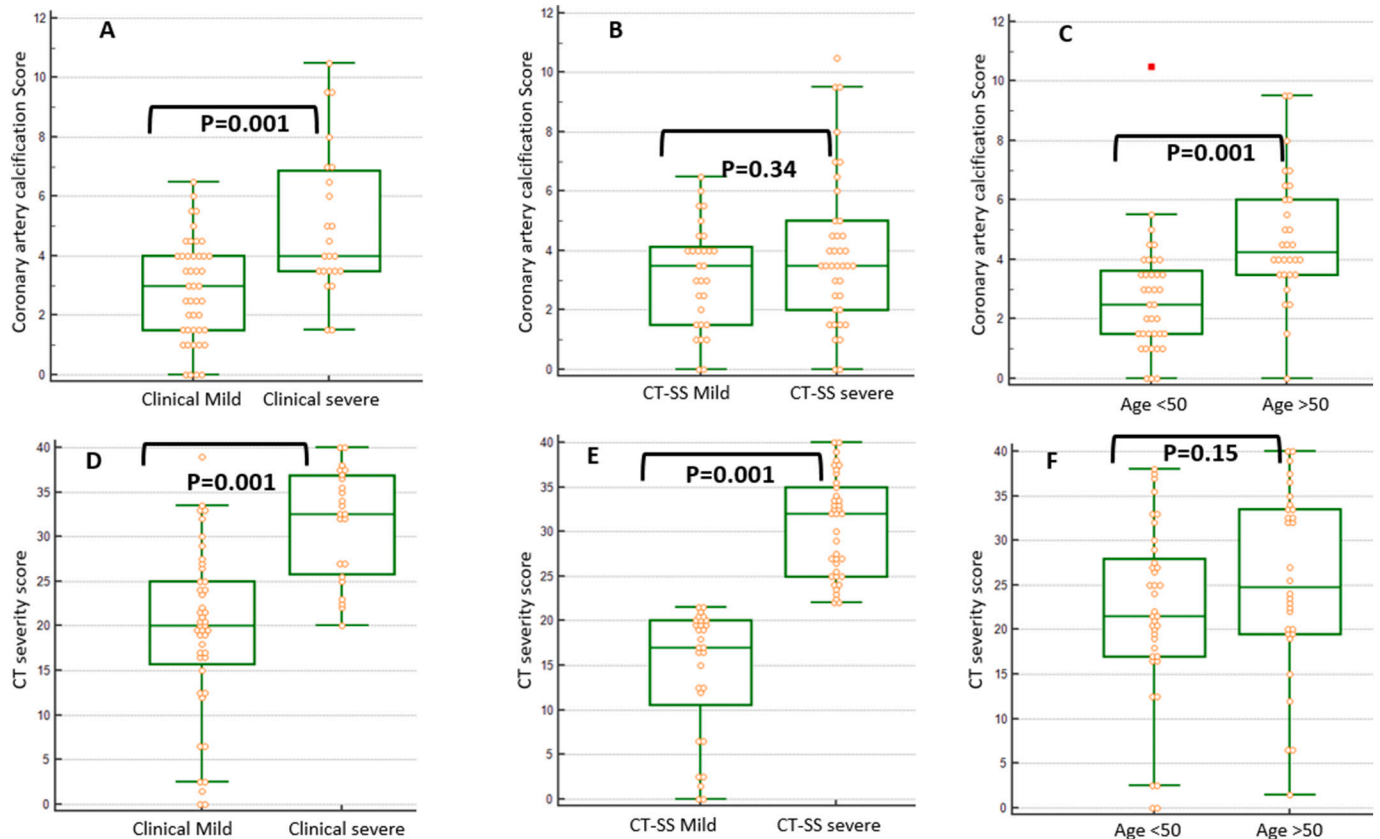 A
Coronary artery calcification Score
12
10
8
6
4
2
0
P=0.001
Clinical Mild
Clinical severe
B
Coronary artery calcification Score
12
10
8
6
4
2
0
P=0.34
CT-SS Mild
CT-SS severe
C
Coronary artery calcification Score
12
10
8
6
4
2
0
P=0.001
Age <50
Age >50
D
CT severity score
40
35
30
25
20
15
10
5
0
P=0.001
Clinical Mild
Clinical severe
E
CT severity score
40
35
30
25
20
15
10
5
0
P=0.001
CT-SS Mild
CT-SS severe
F
CT severity score
40
35
30
25
20
15
10
5
0
P=0.15
Age <50
Age >50